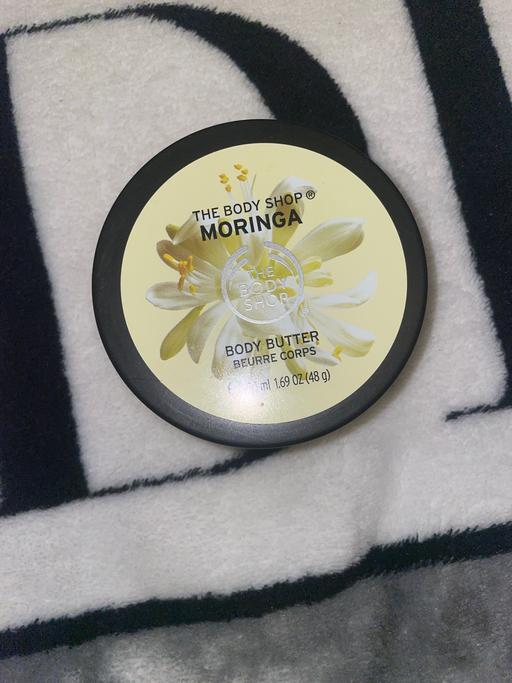 THE BODY SHOP®
MORINGA
THE
BODY
SHOP
BODY BUTTER
BEURRE CORPS
ml 1.69 OZ (48 g)